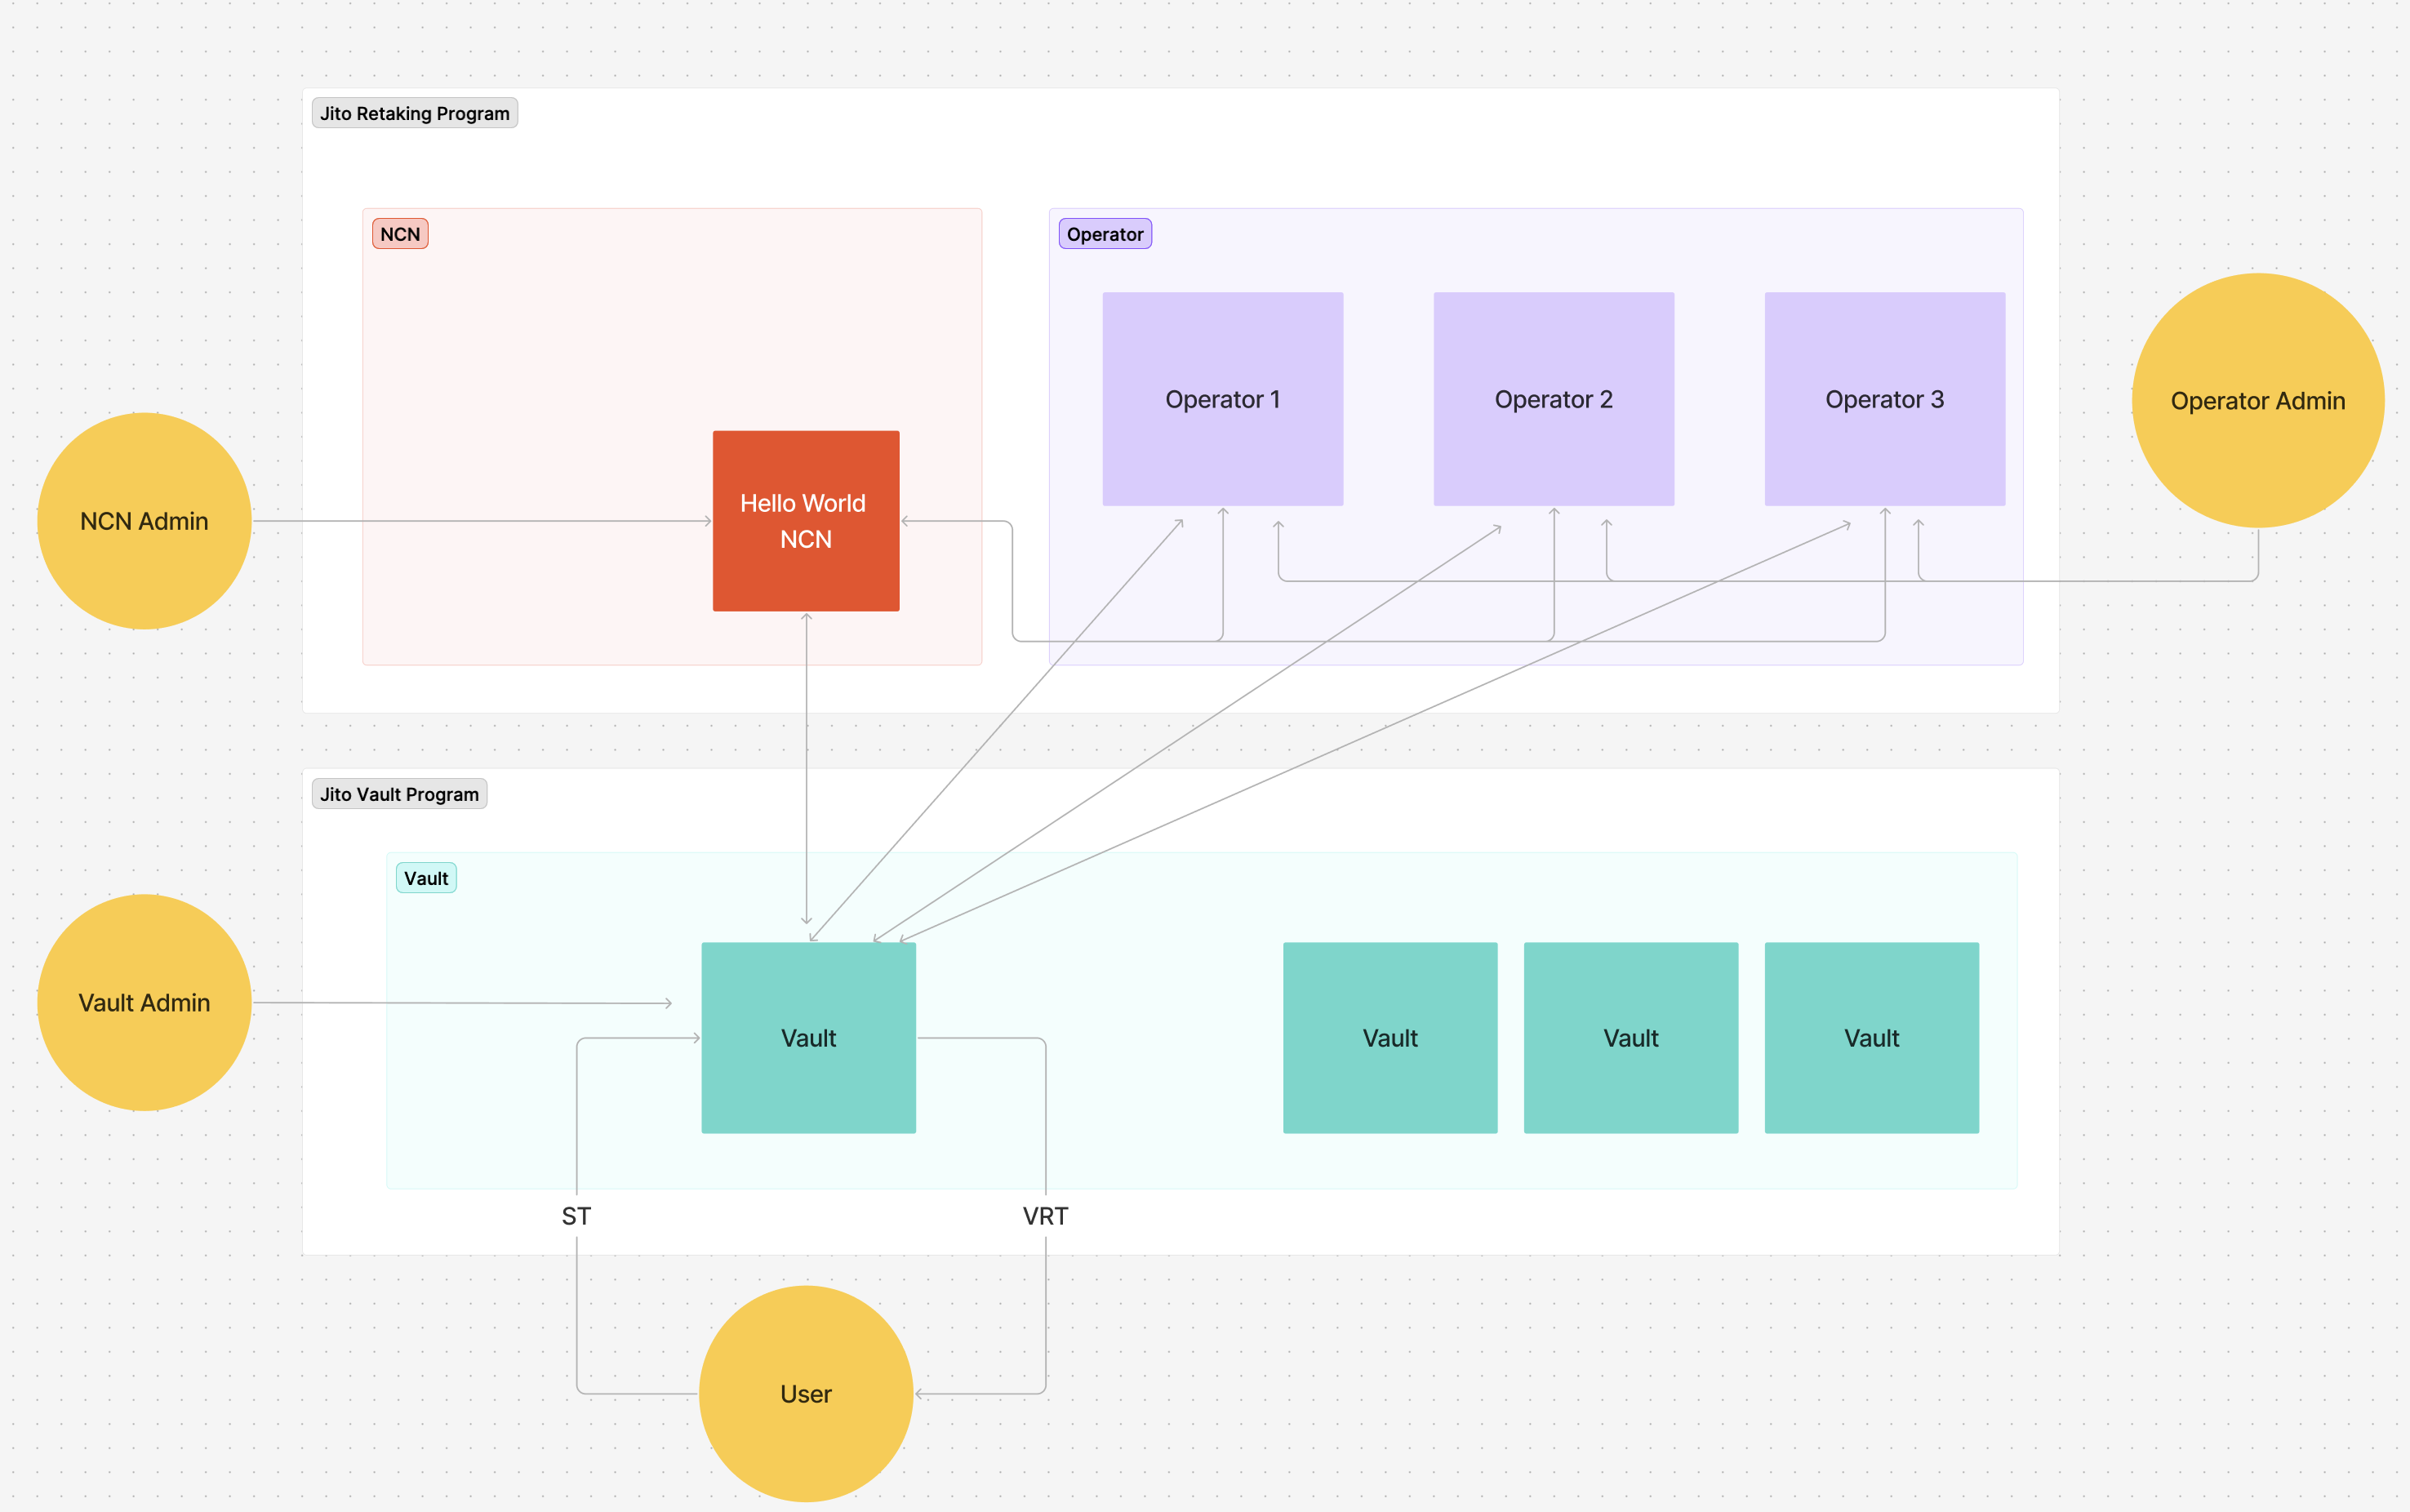 Jito Retaking Program
NCN
Operator
Operator 1
Operator 2
Operator 3
Operator Admin
NCN Admin
Hello World
NCN
Jito Vault Program
Vault
Vault Admin
Vault
Vault
Vault
Vault
ST
VRT
User